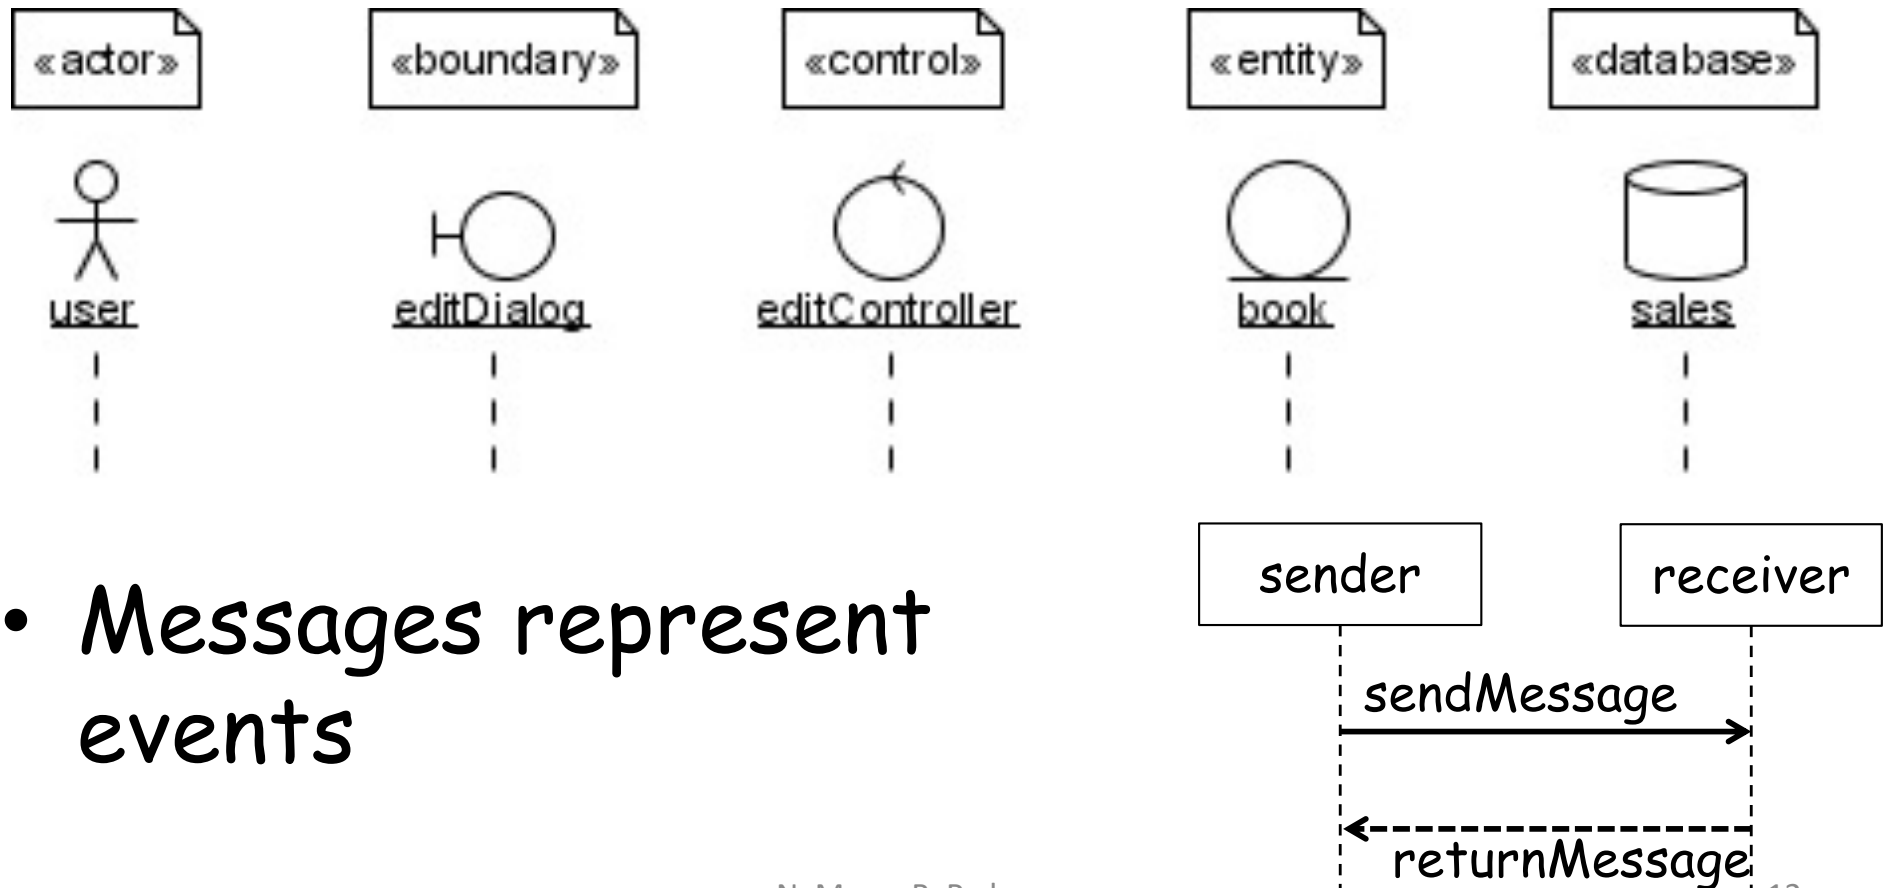 «actor» «boundary» «control» «entity» «database»
user editDialog editController book sales
sender receiver
• Messages represent
events
sendMessage
returnMessage